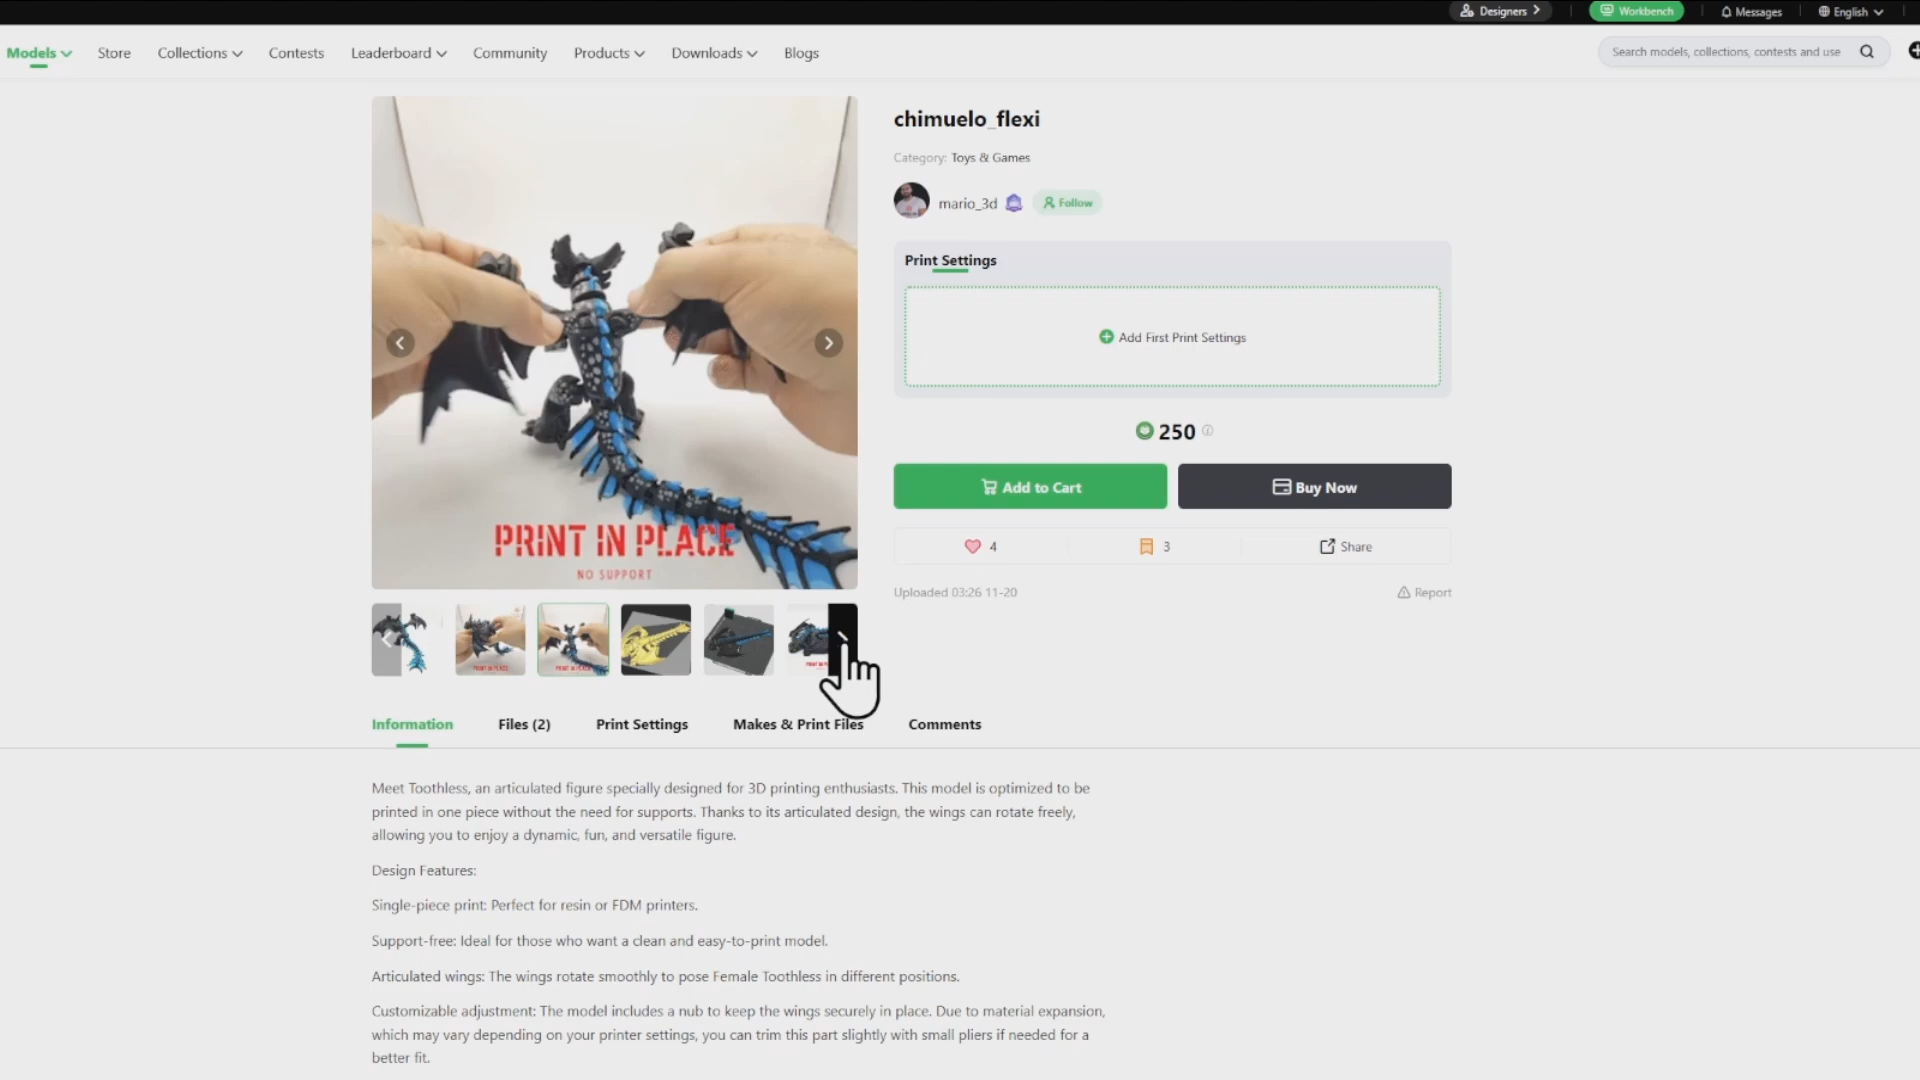 Designers
Workbench
Messages
English
Models
Store
Collections
Contests
Leaderboard
Community
Products
Downloads
Blogs
Search models, collections, contests and use
chimuelo_flexi
Category: Toys & Games
mario_3d
Follow
Print Settings
Add First Print Settings
250
Add to Cart
Buy Now
4
3
Share
Uploaded 03:26 11-20
Report
PRINT IN PLACE
NO SUPPORT
PRINT IN PLACE
PRINT IN PLACE
Information
Files (2)
Print Settings
Makes & Print Files
Comments
Meet Toothless, an articulated figure specially designed for 3D printing enthusiasts. This model is optimized to be
printed in one piece without the need for supports. Thanks to its articulated design, the wings can rotate freely,
allowing you to enjoy a dynamic, fun, and versatile figure.
Design Features:
Single-piece print: Perfect for resin or FDM printers.
Support-free: Ideal for those who want a clean and easy-to-print model.
Articulated wings: The wings rotate smoothly to pose Female Toothless in different positions.
Customizable adjustment: The model includes a nub to keep the wings securely in place. Due to material expansion,
which may vary depending on your printer settings, you can trim this part slightly with small pliers if needed for a
better fit.